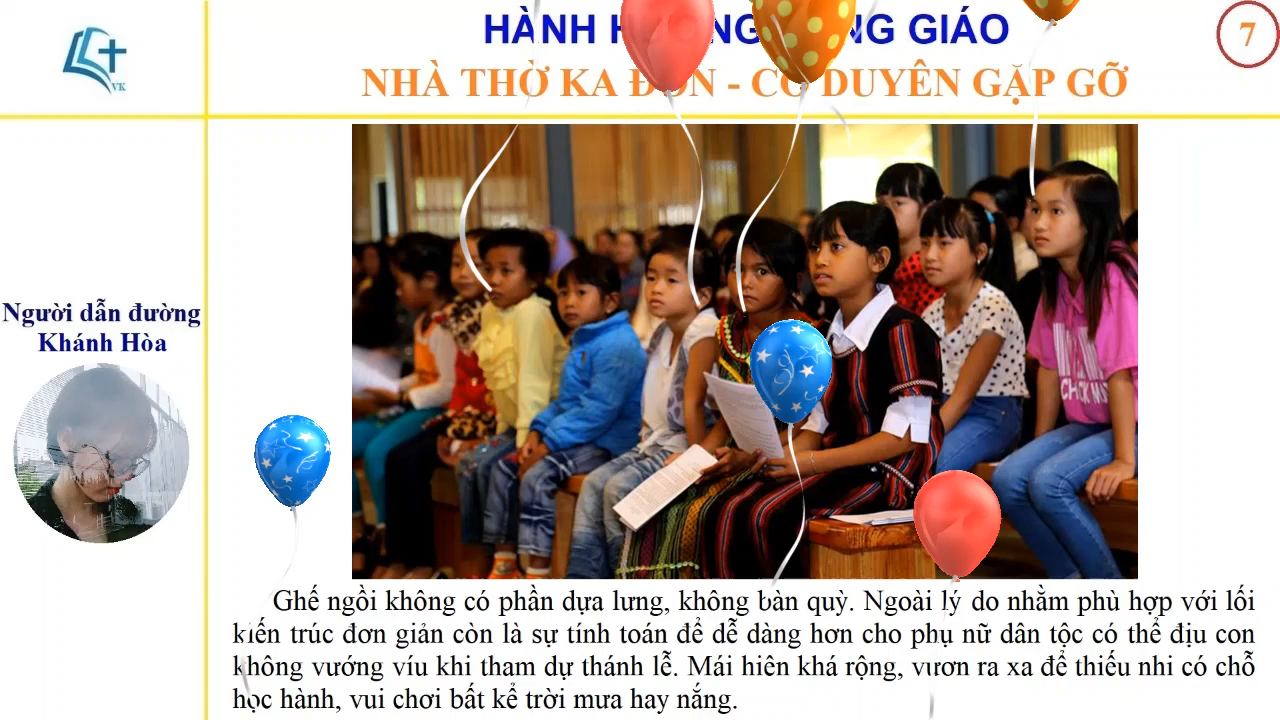 HÀNH GIÁO
NHÀ THỜ KA ĐƠN - CƠ DUYÊN GẶP GỠ
7
VK
Người dẫn đường
Khánh Hòa
Ghế ngồi không có phần dựa lưng, không bàn quỳ. Ngoài lý do nhằm phù hợp với lối
kiến trúc đơn giản còn là sự tính toán để dễ dàng hơn cho phụ nữ dân tộc có thể địu con
không vướng víu khi tham dự thánh lễ. Mái hiên khá rộng, vươn ra xa để thiếu nhi có chỗ
học hành, vui chơi bất kể trời mưa hay nắng.